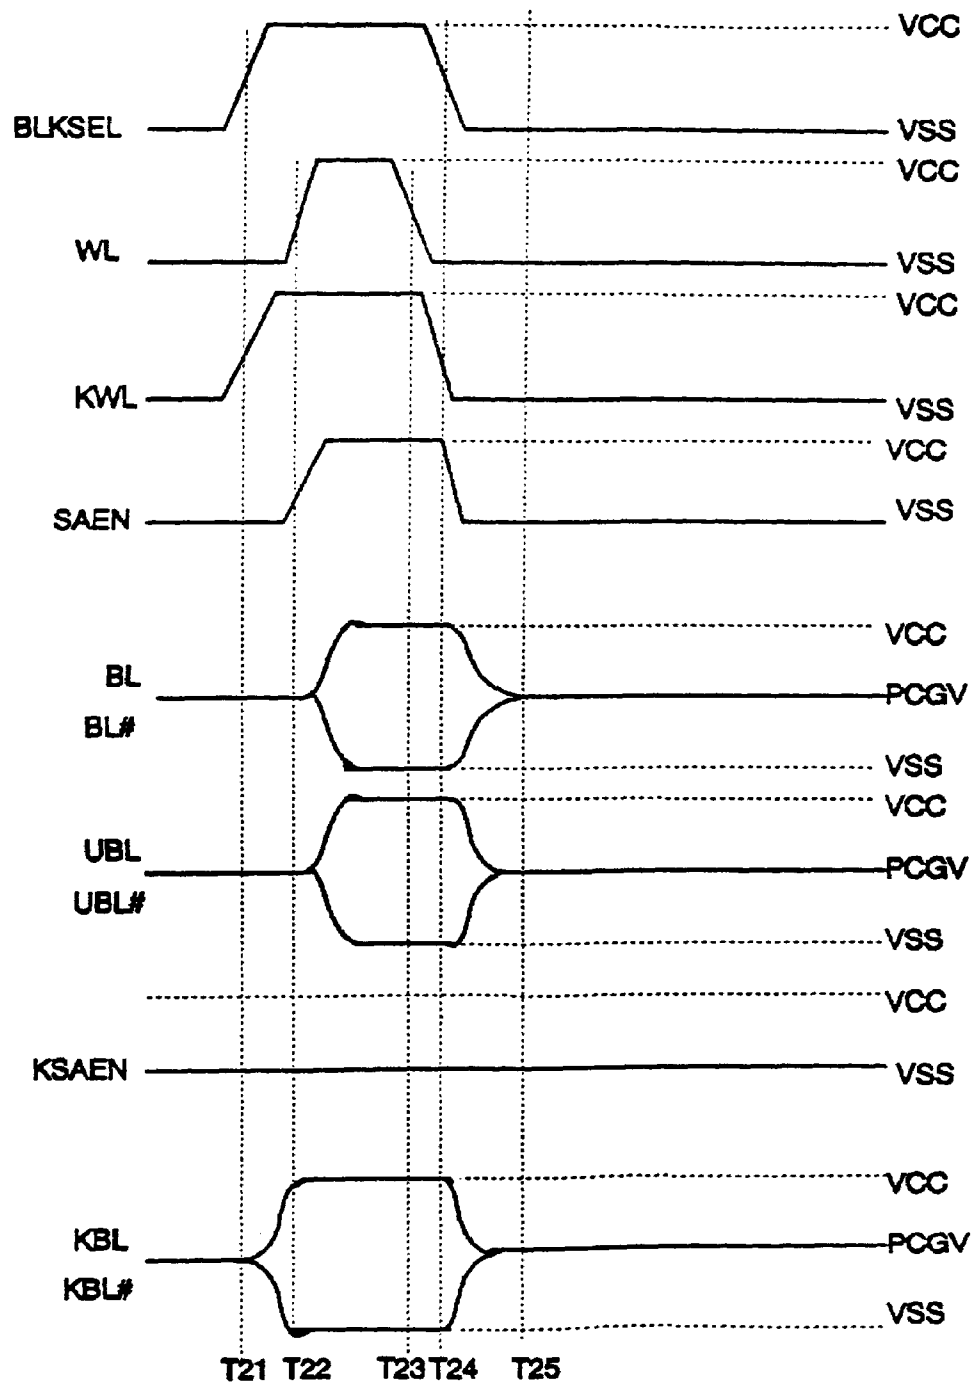 VCC
BLKSEL
VSS
VCC
WL
VSS
VCC
KWL
VSS
VCC
SAEN
VSS
VCC
BL
PCGV
BL#
VSS
VCC
UBL
PCGV
UBL#
VSS
VCC
KSAEN
VSS
VCC
KBL
PCGV
KBL#
VSS
T21 T22 T23 T24 T25